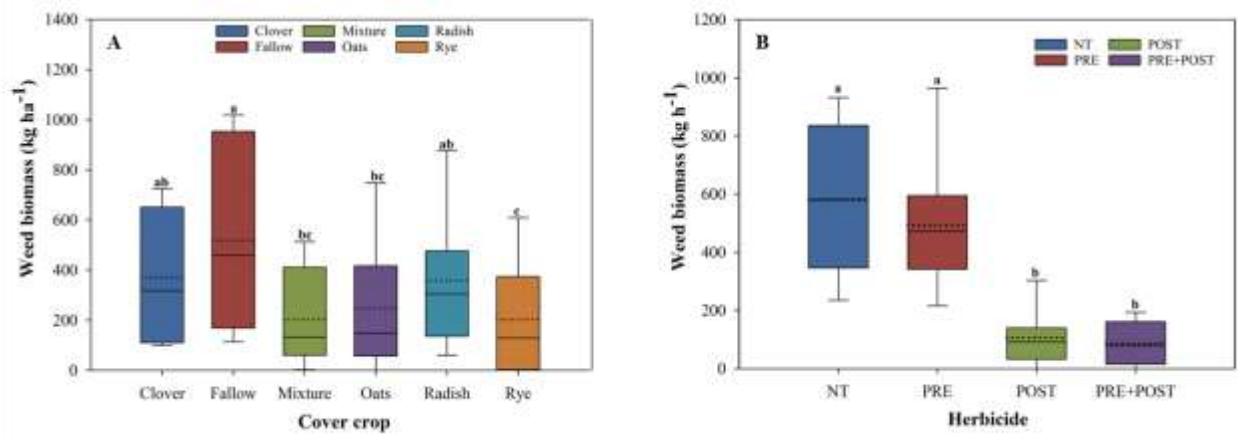 A
Clover Mixture Radish
Fallow Oats Rye
Weed biomass (kg ha⁻¹)
1400
1200
1000
800
600
400
200
0
ab
a
bc
bc
ab
c
Clover Fallow Mixture Oats Radish Rye
Cover crop
B
NT POST
PRE PRE+POST
Weed biomass (kg h⁻¹)
1200
1000
800
600
400
200
0
a
a
b
b
NT PRE POST PRE+POST
Herbicide